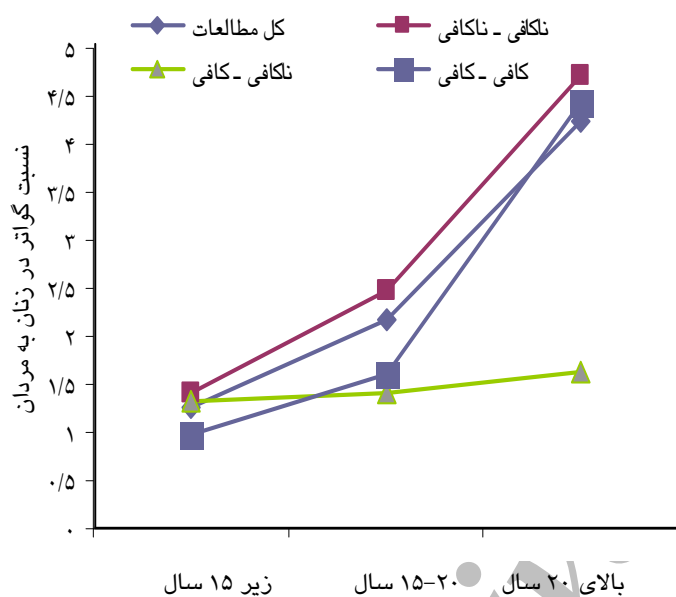 کل مطالعات
ناکافی ـ ناکافی
ناکافی ـ کافی
کافی ـ کافی
نسبت گواتر در زنان به مردان
۵
۴/۵
۴
۳/۵
۳
۲/۵
۲
۱/۵
۱
۰/۵
۰
زیر ۱۵ سال
۱۵-۲۰ سال
بالای ۲۰ سال